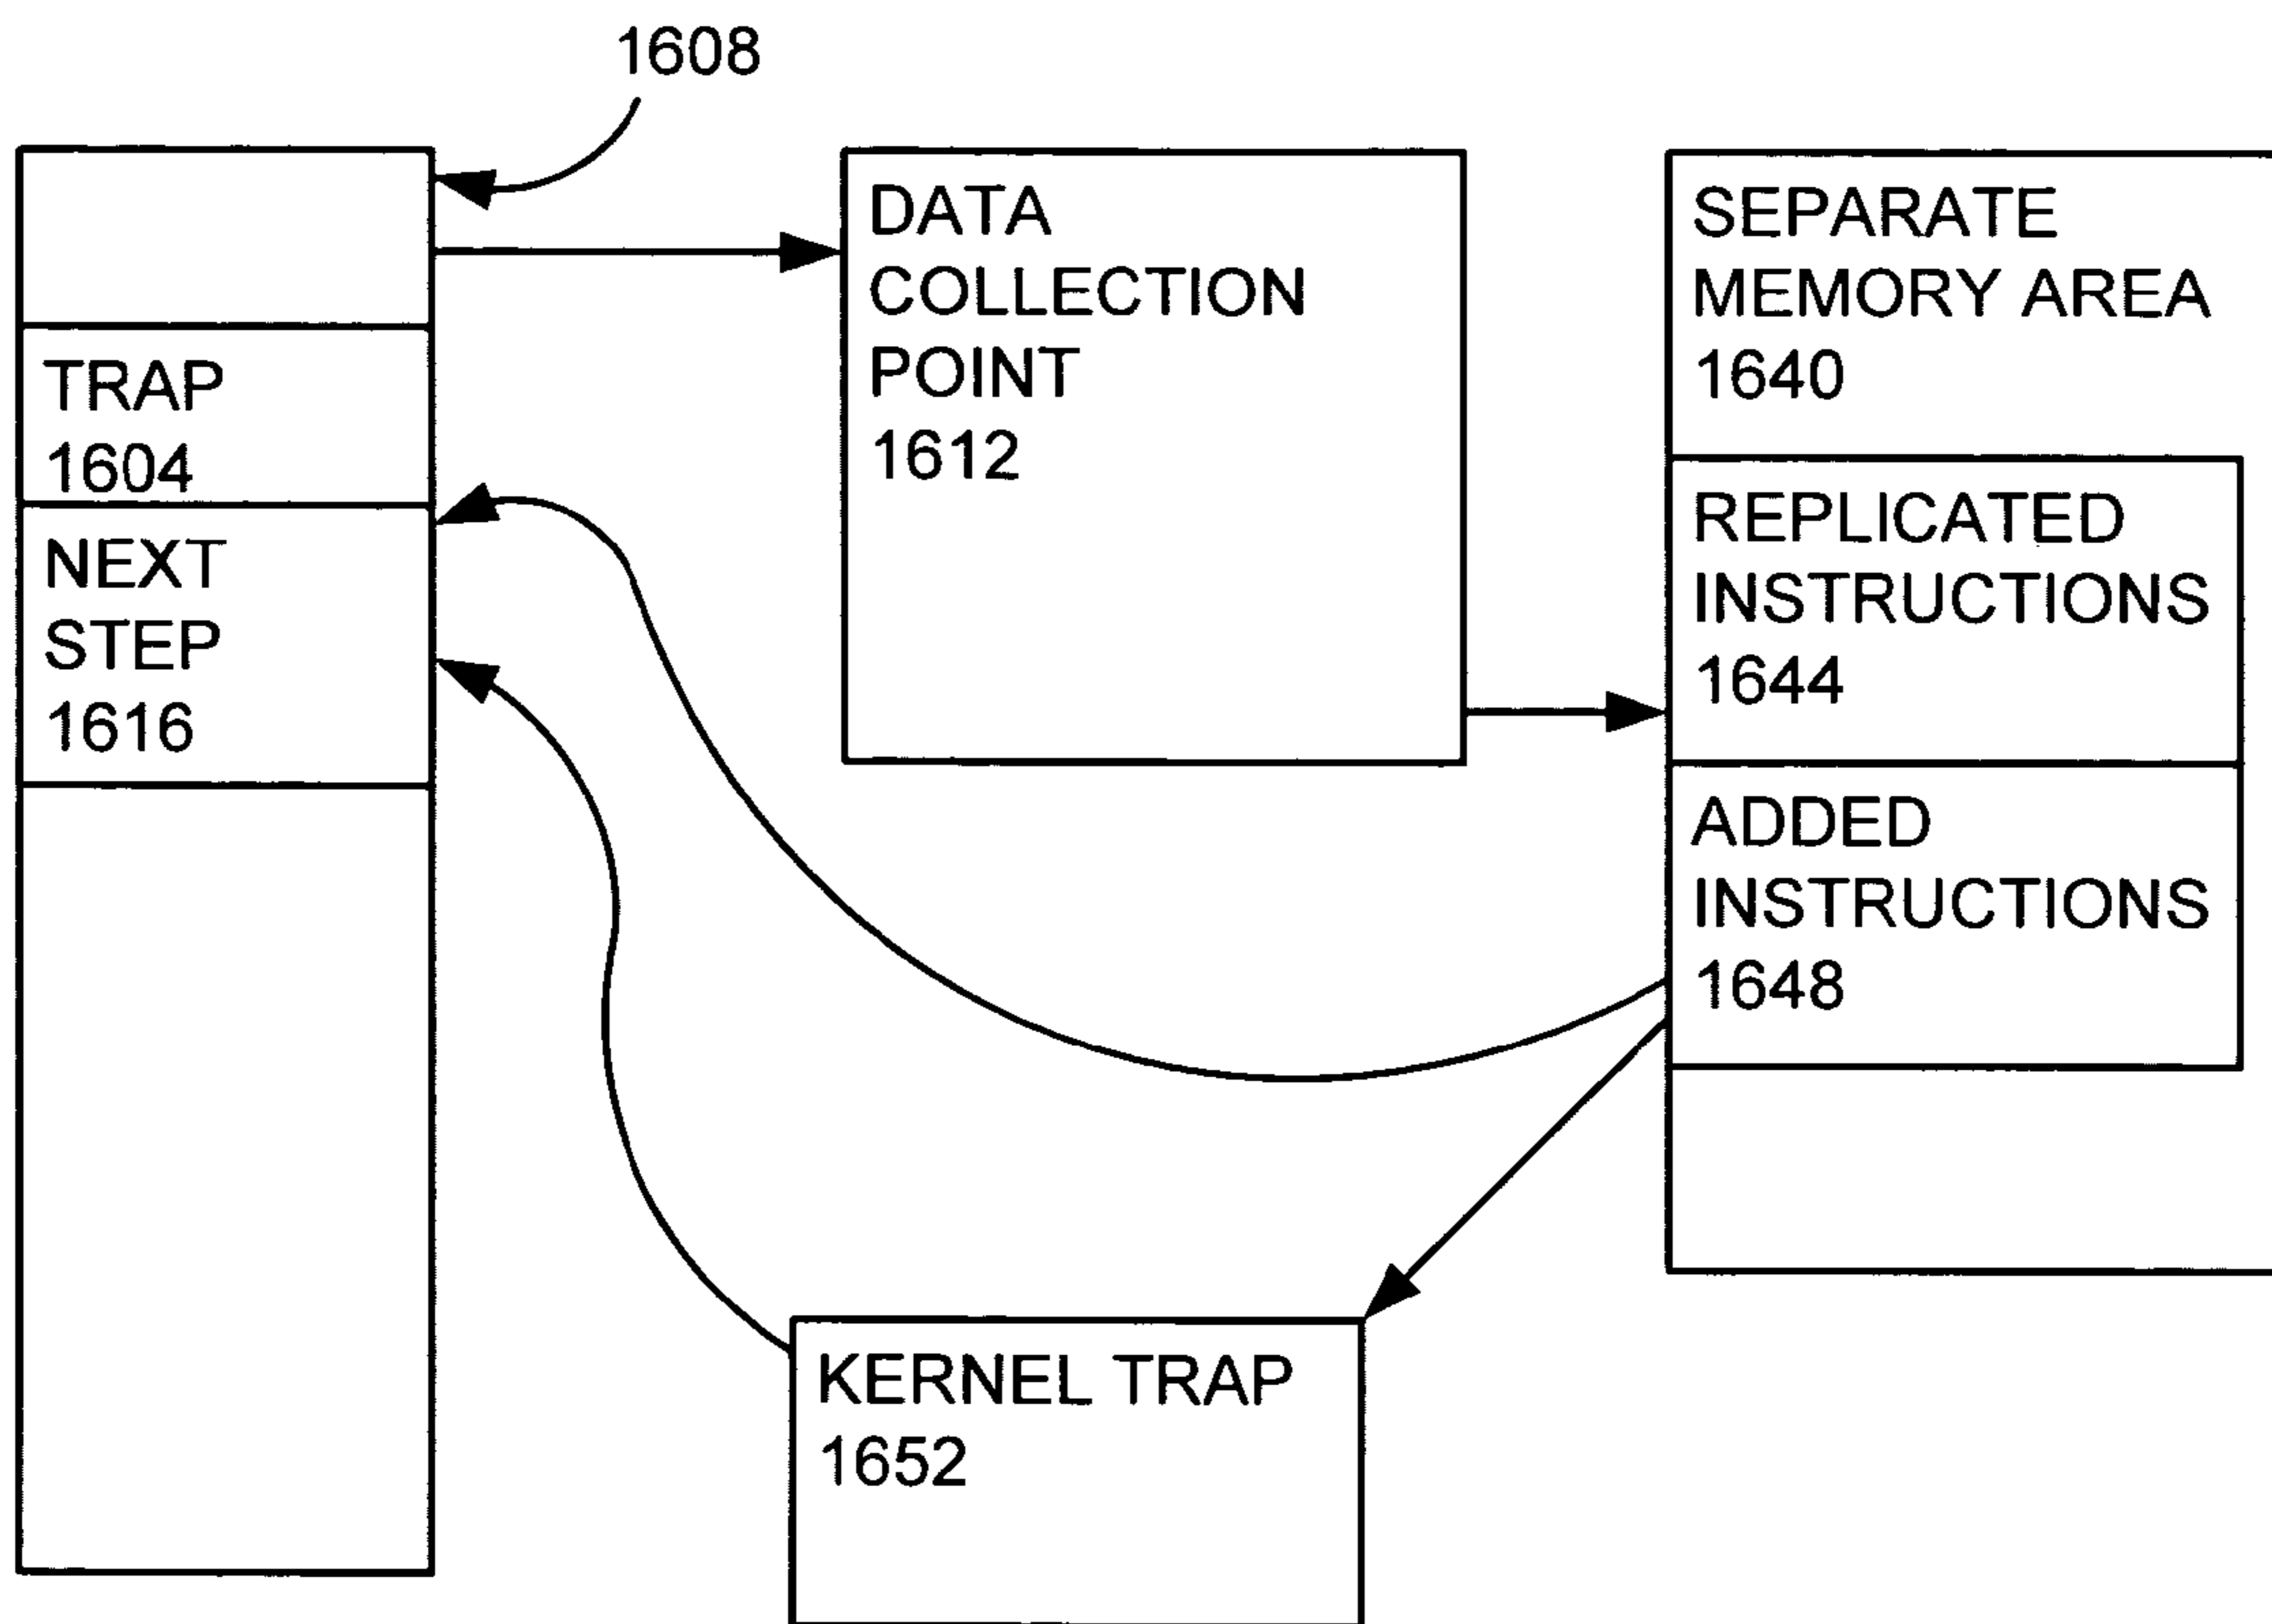 1608
TRAP
1604
NEXT
STEP
1616
DATA
COLLECTION
POINT
1612
SEPARATE
MEMORY AREA
1640
REPLICATED
INSTRUCTIONS
1644
ADDED
INSTRUCTIONS
1648
KERNEL TRAP
1652